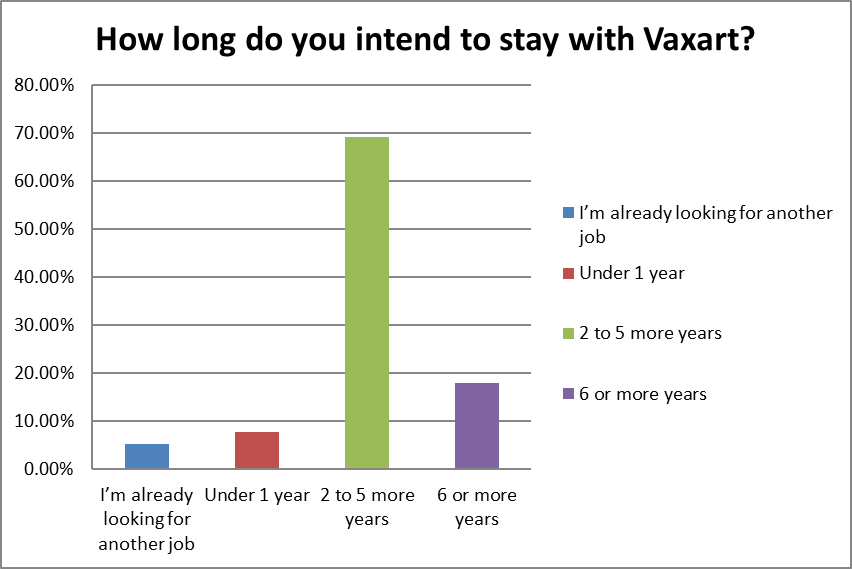 How long do you intend to stay with Vaxart?
80.00%
70.00%
60.00%
50.00%
40.00%
30.00%
20.00%
10.00%
0.00%
I’m already
looking for
another job
Under 1 year
2 to 5 more
years
6 or more
years
I’m already looking for another
job
Under 1 year
2 to 5 more years
6 or more years